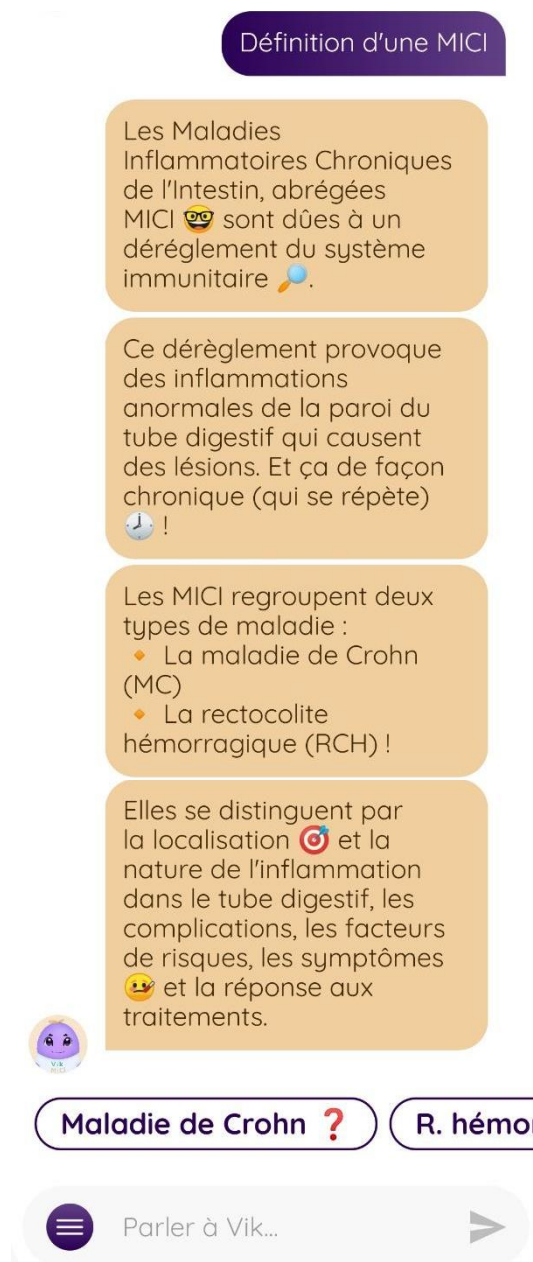 Définition d'une MICI
Les Maladies
Inflammatoires Chroniques
de l'Intestin, abrégées
MICI 🤓 sont dûes à un
déréglement du système
immunitaire 🔎.
Ce dérèglement provoque
des inflammations
anormales de la paroi du
tube digestif qui causent
des lésions. Et ça de façon
chronique (qui se répète)
🕗 !
Les MICI regroupent deux
types de maladie :
🔸 La maladie de Crohn
(MC)
🔸 La rectocolite
hémorragique (RCH) !
Elles se distinguent par
la localisation 🎯 et la
nature de l'inflammation
dans le tube digestif, les
complications, les facteurs
de risques, les symptômes
🤒 et la réponse aux
traitements.
Vik
MICI
Maladie de Crohn ❓
R. hémo
Parler à Vik...